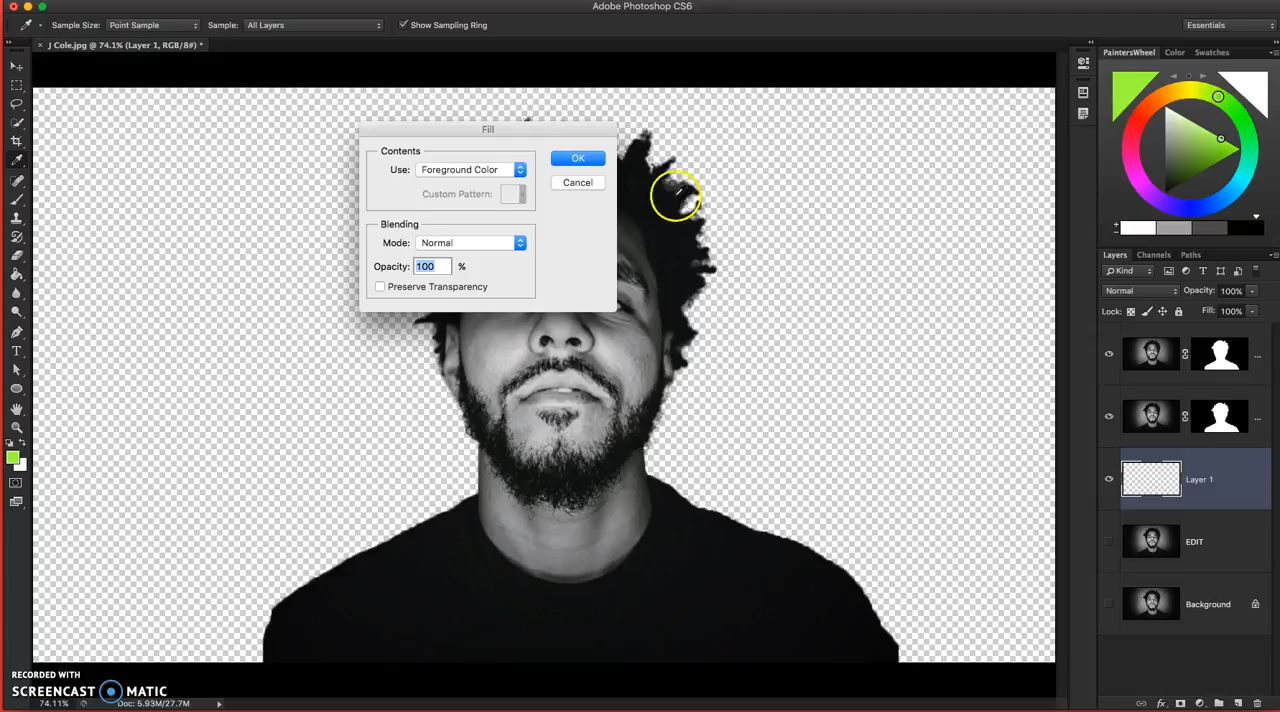 Adobe Photoshop CS6
Sample Size: Point Sample Sample: All Layers Show Sampling Ring Essentials
× J Cole.jpg @ 74.1% (Layer 1, RGB/8#) *
PaintersWheel Color Swatches
Fill
Contents
Use: Foreground Color
Custom Pattern:
OK
Cancel
Blending
Mode: Normal
Opacity: 100 %
Preserve Transparency
Layers Channels Paths
Kind
Normal Opacity: 100%
Lock: Fill: 100%
...
...
Layer 1
EDIT
Background
RECORDED WITH
SCREENCAST MATIC
74.11% Doc: 5.93M/27.7M